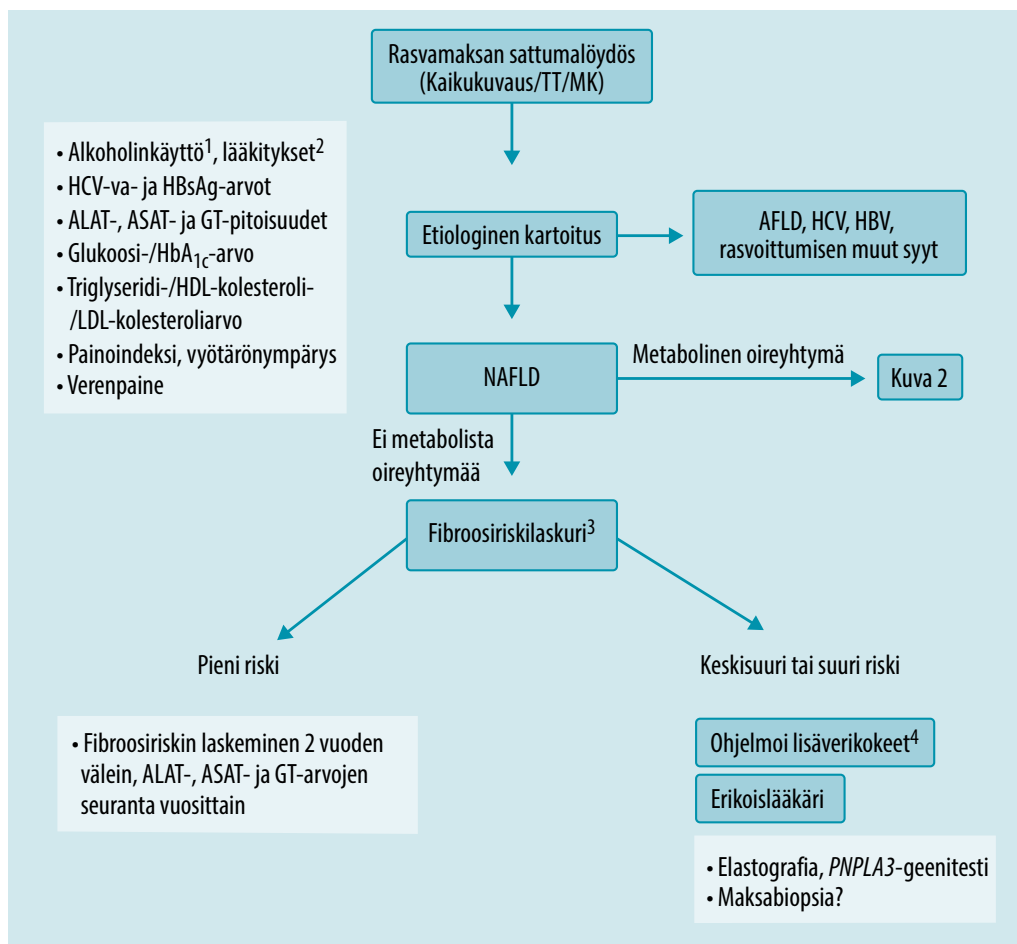 Rasvamaksan sattumalöydös
(Kaikukuvaus/TT/MK)
• Alkoholinkäyttö1, lääkitykset2
• HCV-va- ja HBsAg-arvot
• ALAT-, ASAT- ja GT-pitoisuudet
• Glukoosi-/HbA1c-arvo
• Triglyseridi-/HDL-kolesteroli-
/LDL-kolesteroliarvo
• Painoindeksi, vyötärönympärys
• Verenpaine
Etiologinen kartoitus
AFLD, HCV, HBV,
rasvoittumisen muut syyt
NAFLD
Metabolinen oireyhtymä
Kuva 2
Ei metabolista
oireyhtymää
Fibroosiriskilaskuri3
Pieni riski
• Fibroosiriskin laskeminen 2 vuoden
välein, ALAT-, ASAT- ja GT-arvojen
seuranta vuosittain
Keskisuuri tai suuri riski
Ohjelmoi lisäverikokeet4
Erikoislääkäri
• Elastografia, PNPLA3-geenitesti
• Maksabiopsia?